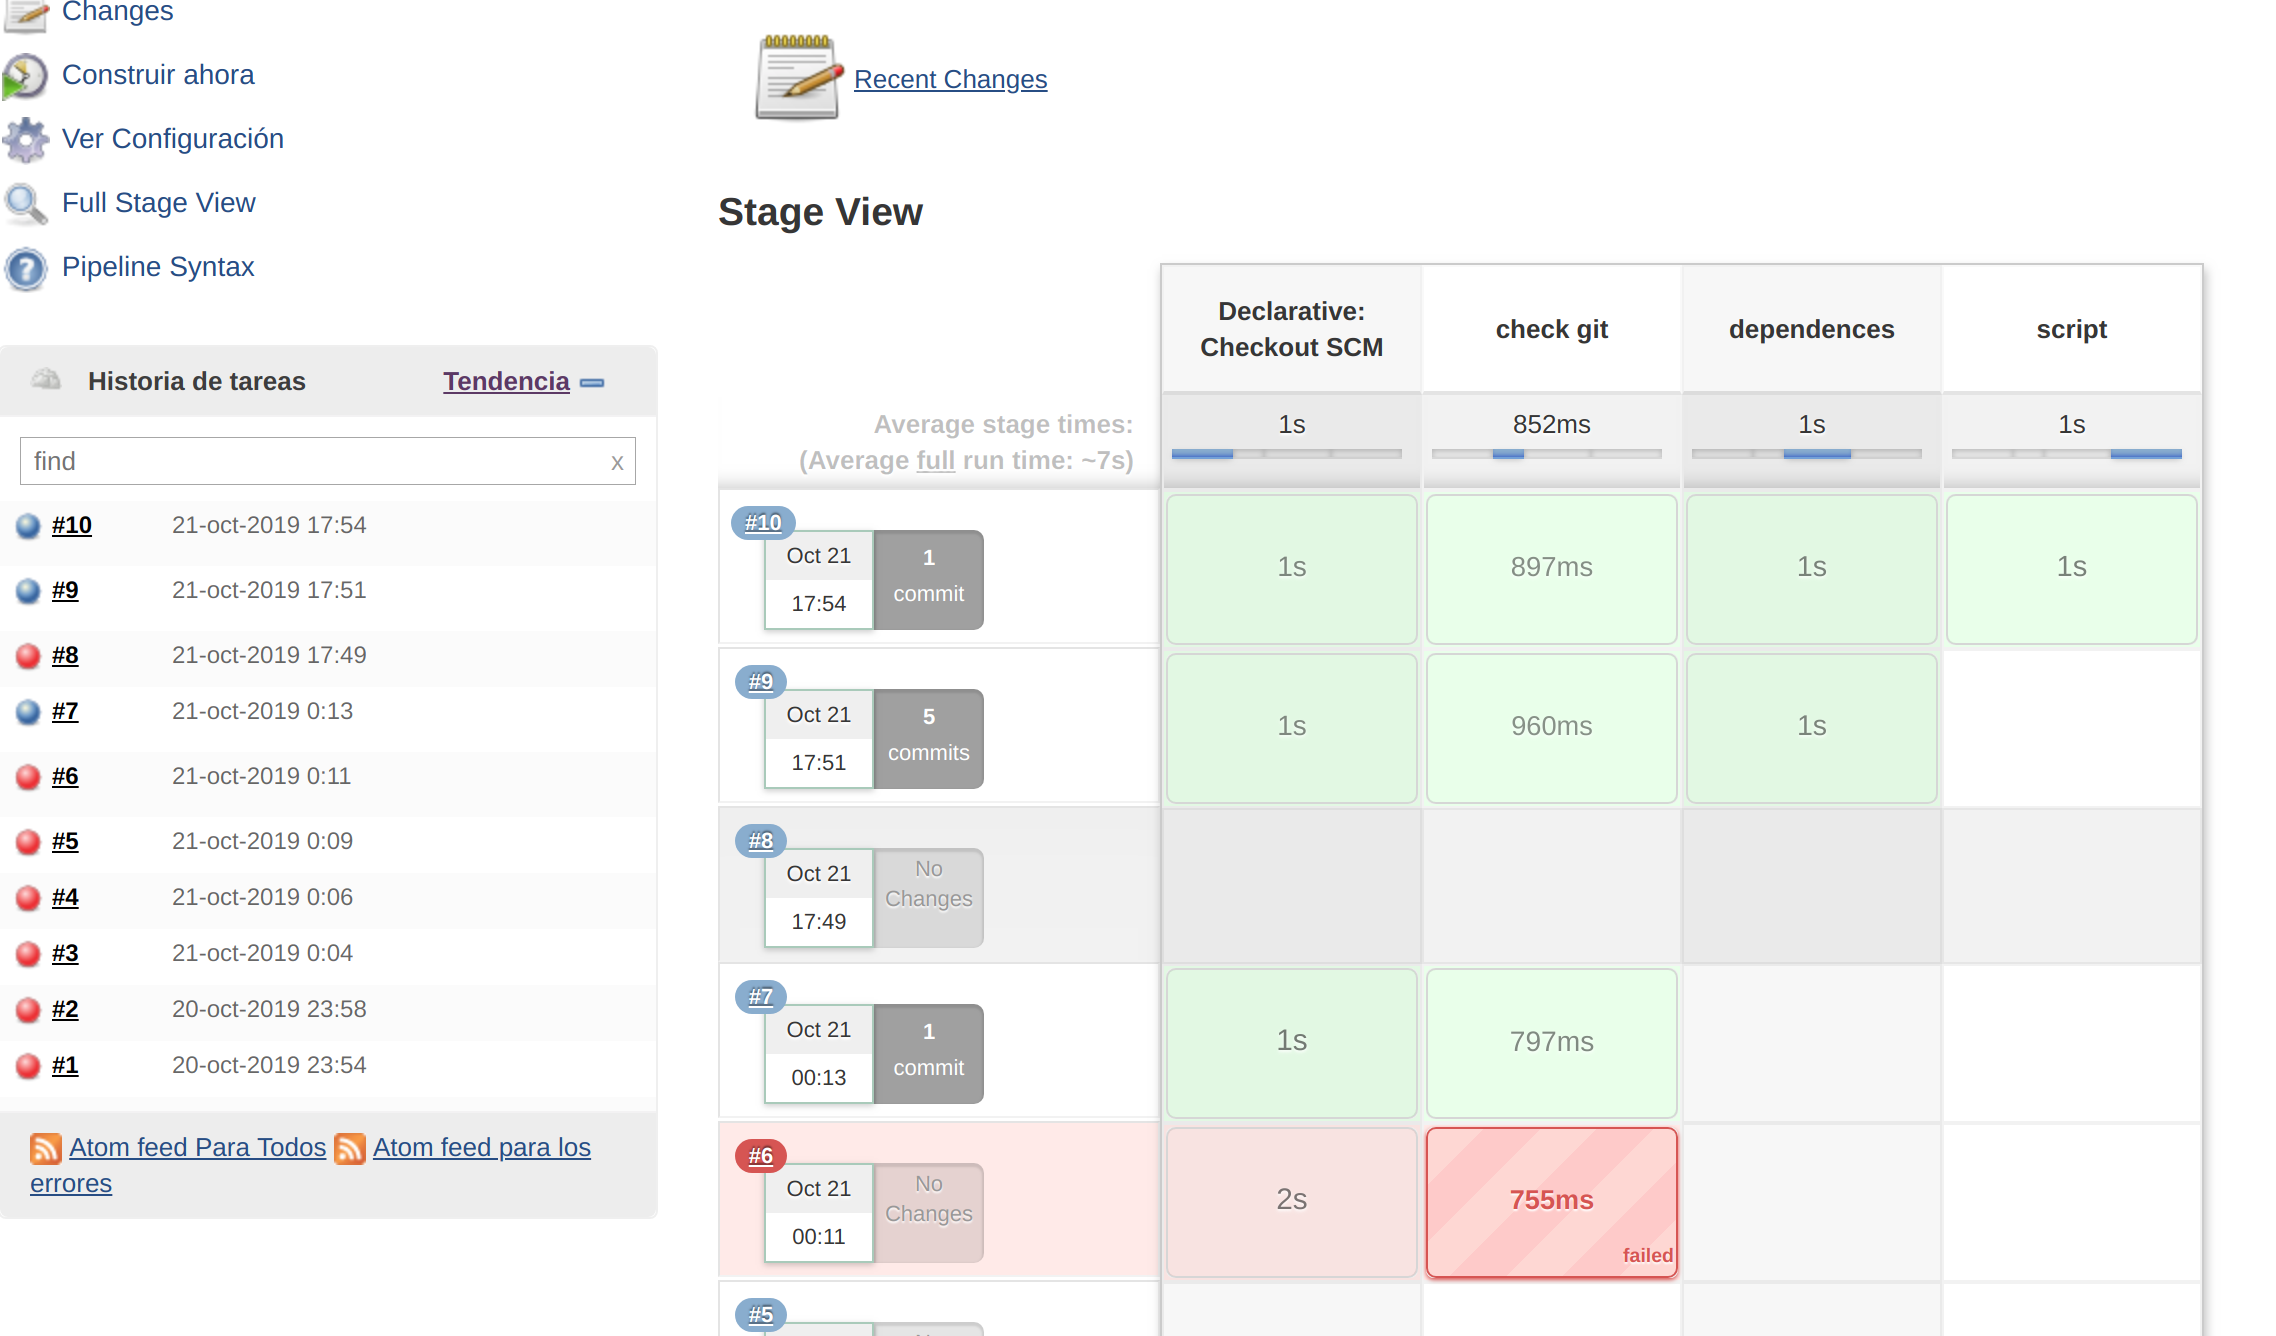 Changes
Construir ahora
Ver Configuración
Full Stage View
Pipeline Syntax
Historia de tareas
Tendencia
find
x
#10 21-oct-2019 17:54
#9 21-oct-2019 17:51
#8 21-oct-2019 17:49
#7 21-oct-2019 0:13
#6 21-oct-2019 0:11
#5 21-oct-2019 0:09
#4 21-oct-2019 0:06
#3 21-oct-2019 0:04
#2 20-oct-2019 23:58
#1 20-oct-2019 23:54
Atom feed Para Todos Atom feed para los
errores
Recent Changes
Stage View
Declarative:
Checkout SCM
check git
dependences
script
Average stage times:
(Average full run time: ~7s)
1s
852ms
1s
1s
#10
Oct 21
17:54
1
commit
1s
897ms
1s
1s
#9
Oct 21
17:51
5
commits
1s
960ms
1s
#8
Oct 21
17:49
No
Changes
#7
Oct 21
00:13
1
commit
1s
797ms
#6
Oct 21
00:11
No
Changes
2s
755ms
failed
#5